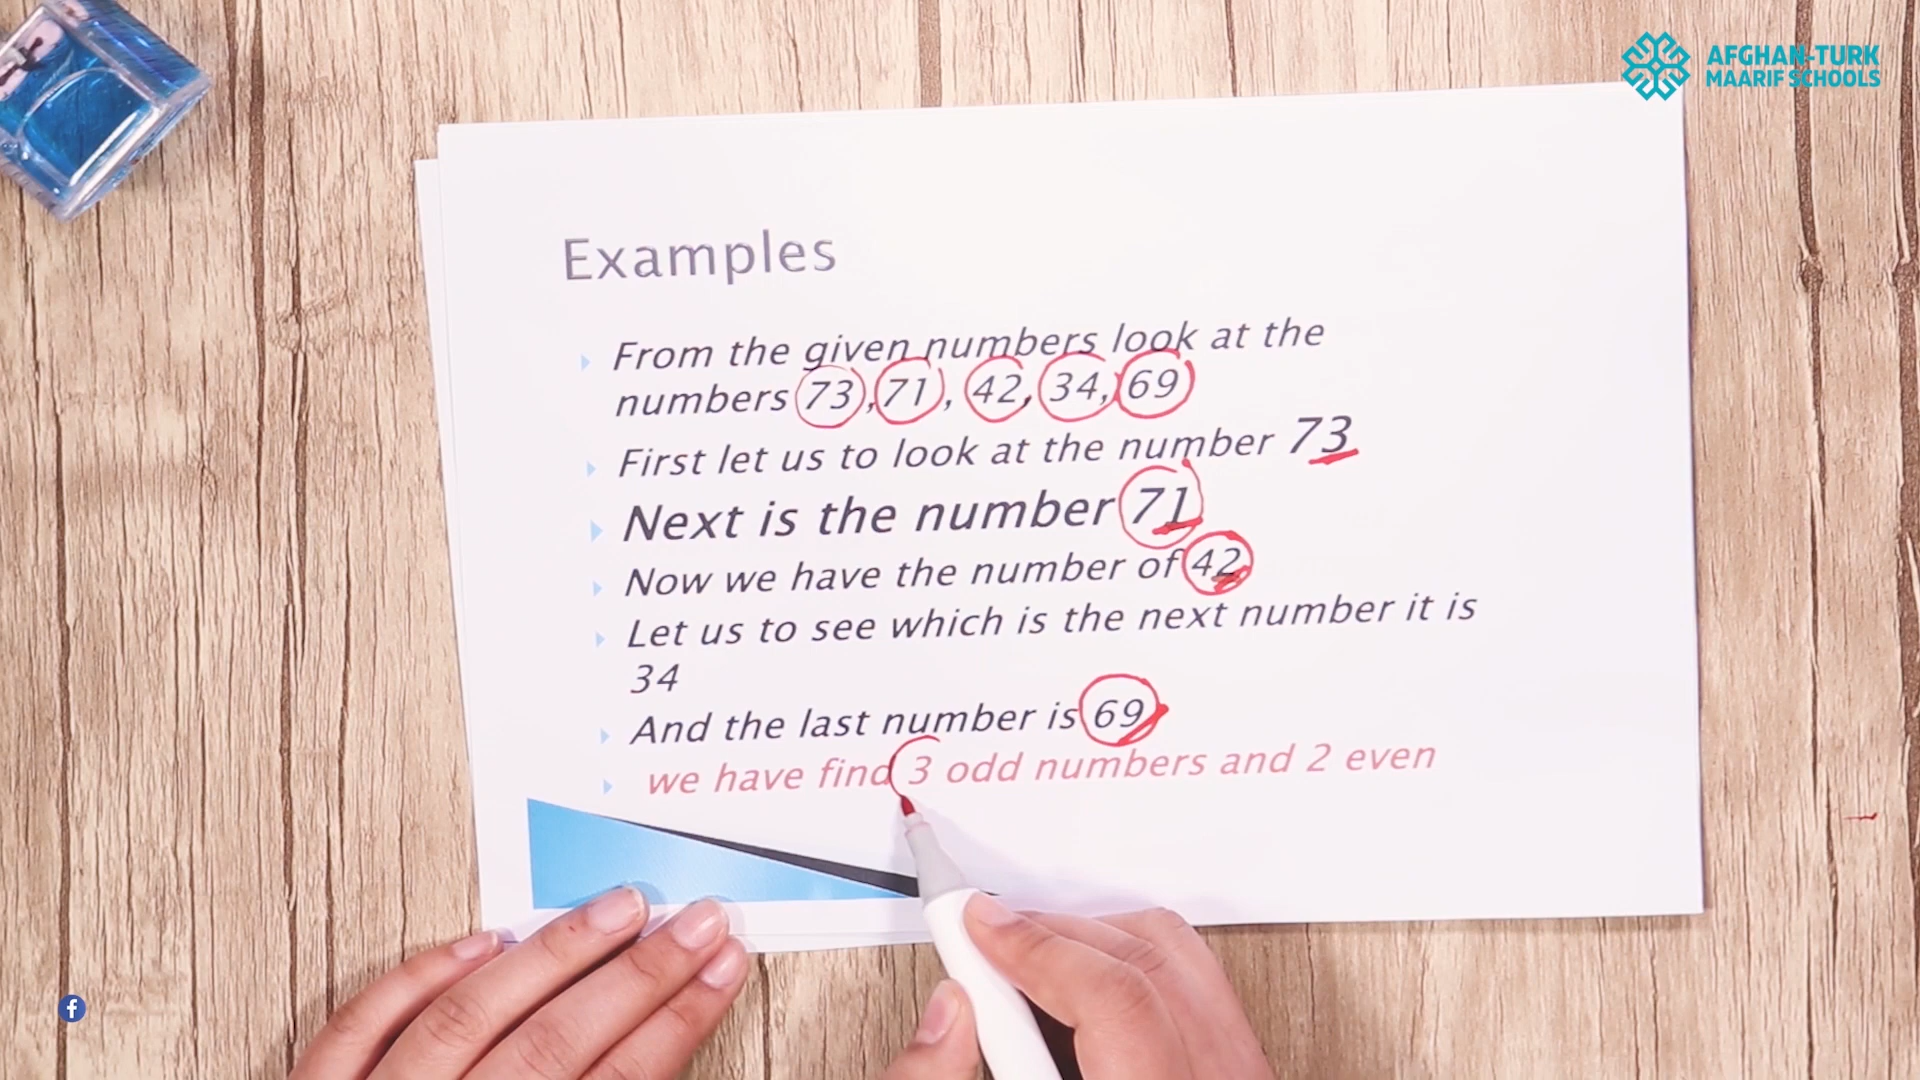 AFGHAN-TURK
MAARIF SCHOOLS
Examples
From the given numbers look at the
numbers 73,71, 42, 34, 69
First let us to look at the number 73
Next is the number 71
Now we have the number of 42
Let us to see which is the next number it is
34
And the last number is 69
we have find 3 odd numbers and 2 even
f